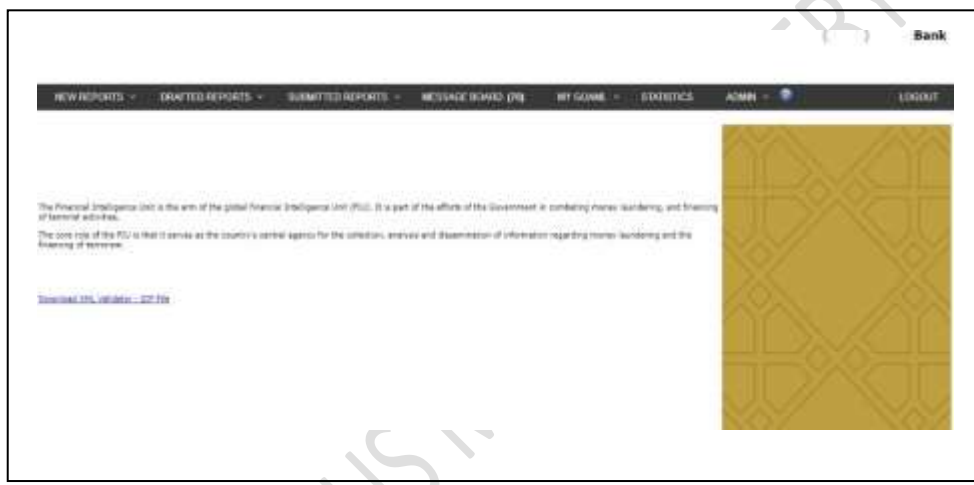 Bank
NEW REPORTS DRAFTED REPORTS SUBMITTED REPORTS MESSAGE BOARD MY GOAML STATISTICS ADMIN LOGOUT
The Financial Intelligence Unit is the arm of the global Financial Intelligence Unit (FIU). It is a part of the efforts of the Government in combating money laundering, and financing
of terrorist activities.
The core role of the FIU is that it serves as the country's central agency for the collection, analysis and dissemination of information regarding money laundering and the
financing of terrorism.
Download XML Validator - ZIP File